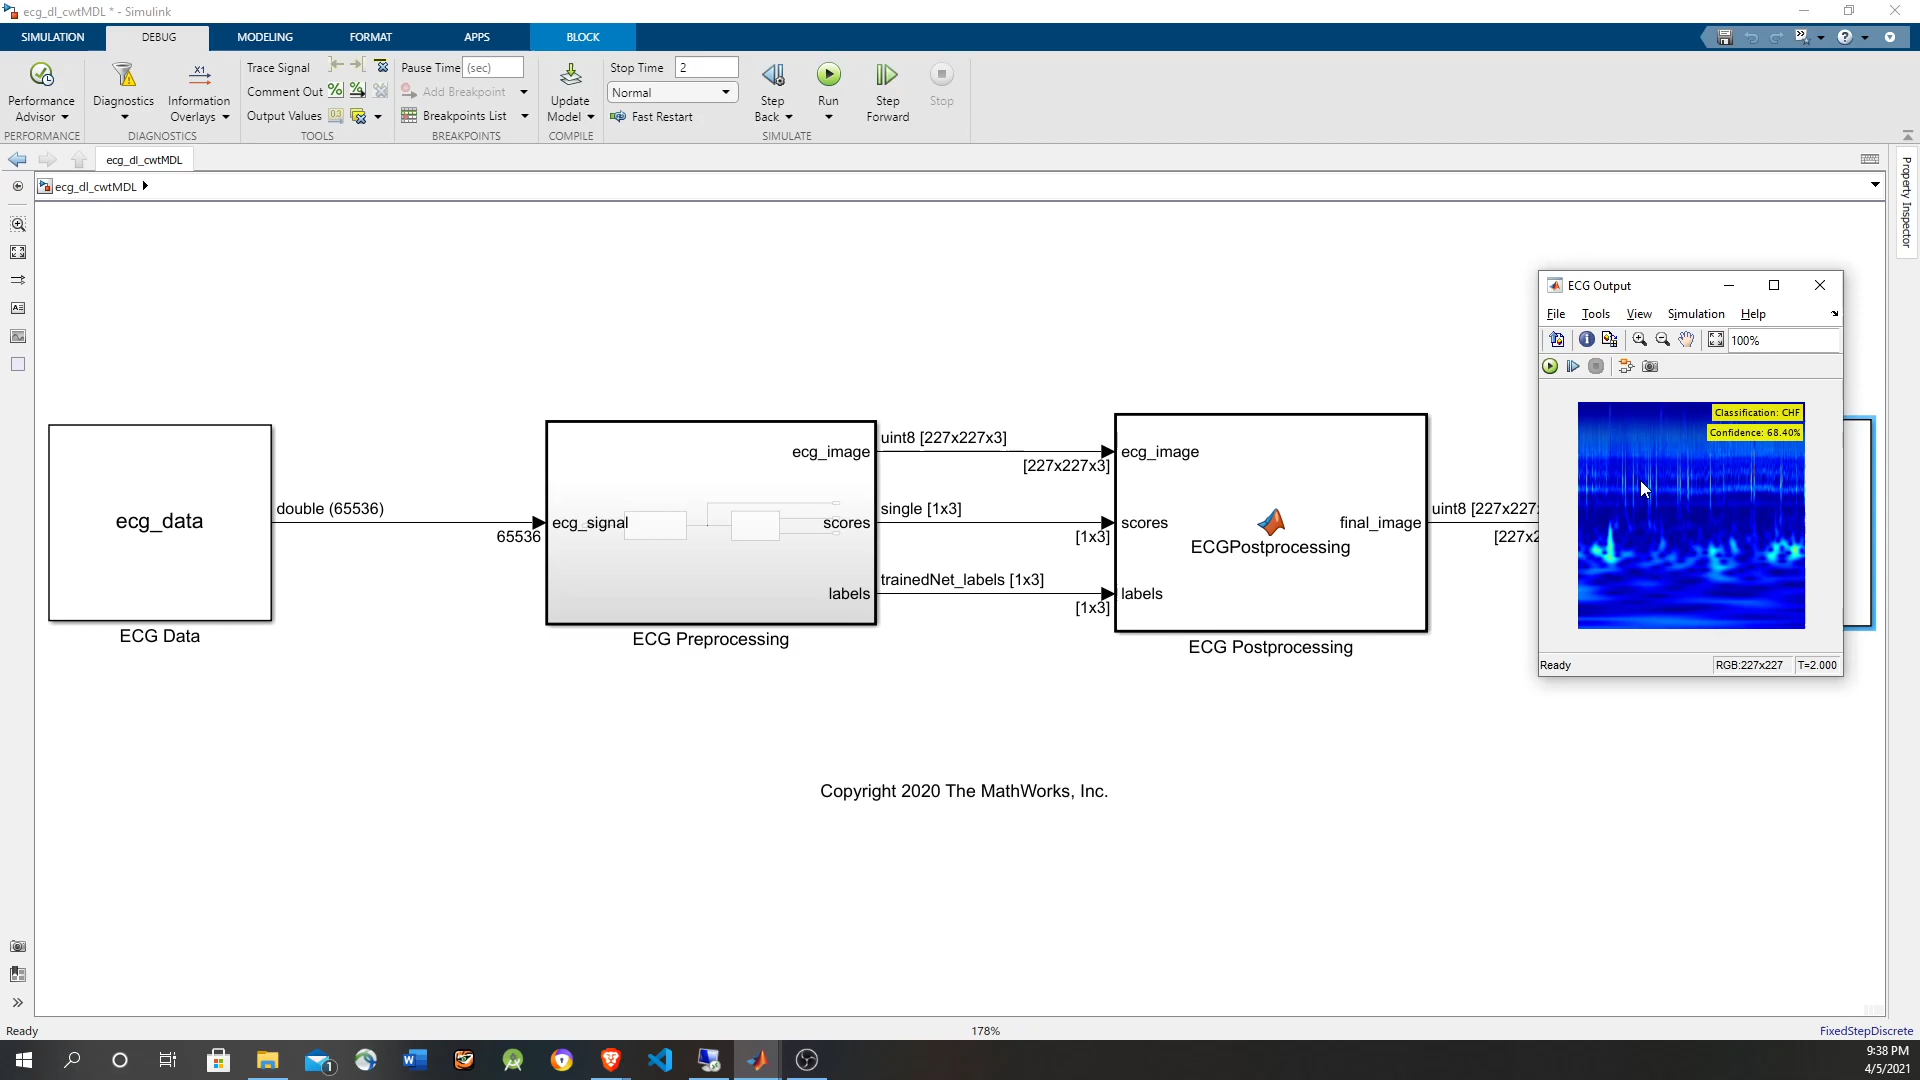 ecg_dl_cwtMDL * - Simulink
SIMULATION DEBUG MODELING FORMAT APPS BLOCK
Performance Advisor
PERFORMANCE
Diagnostics
Information Overlays
DIAGNOSTICS
Trace Signal
Comment Out
Output Values
TOOLS
Pause Time (sec)
Add Breakpoint
Breakpoints List
BREAKPOINTS
Update Model
COMPILE
Stop Time 2
Normal
Fast Restart
Step Back
Run
Step Forward
Stop
SIMULATE
ecg_dl_cwtMDL
ecg_dl_cwtMDL
Property Inspector
ecg_data
ECG Data
double (65536)
65536
ecg_signal
ecg_image
scores
labels
ECG Preprocessing
uint8 [227x227x3]
[227x227x3]
single [1x3]
[1x3]
trainedNet_labels [1x3]
[1x3]
ecg_image
scores
labels
ECGPostprocessing
final_image
ECG Postprocessing
uint8 [227x227
[227x2
ECG Output
File Tools View Simulation Help
100%
Classification: CHF
Confidence: 68.40%
Ready RGB:227x227 T=2.000
Copyright 2020 The MathWorks, Inc.
Ready 178% FixedStepDiscrete
9:38 PM
4/5/2021